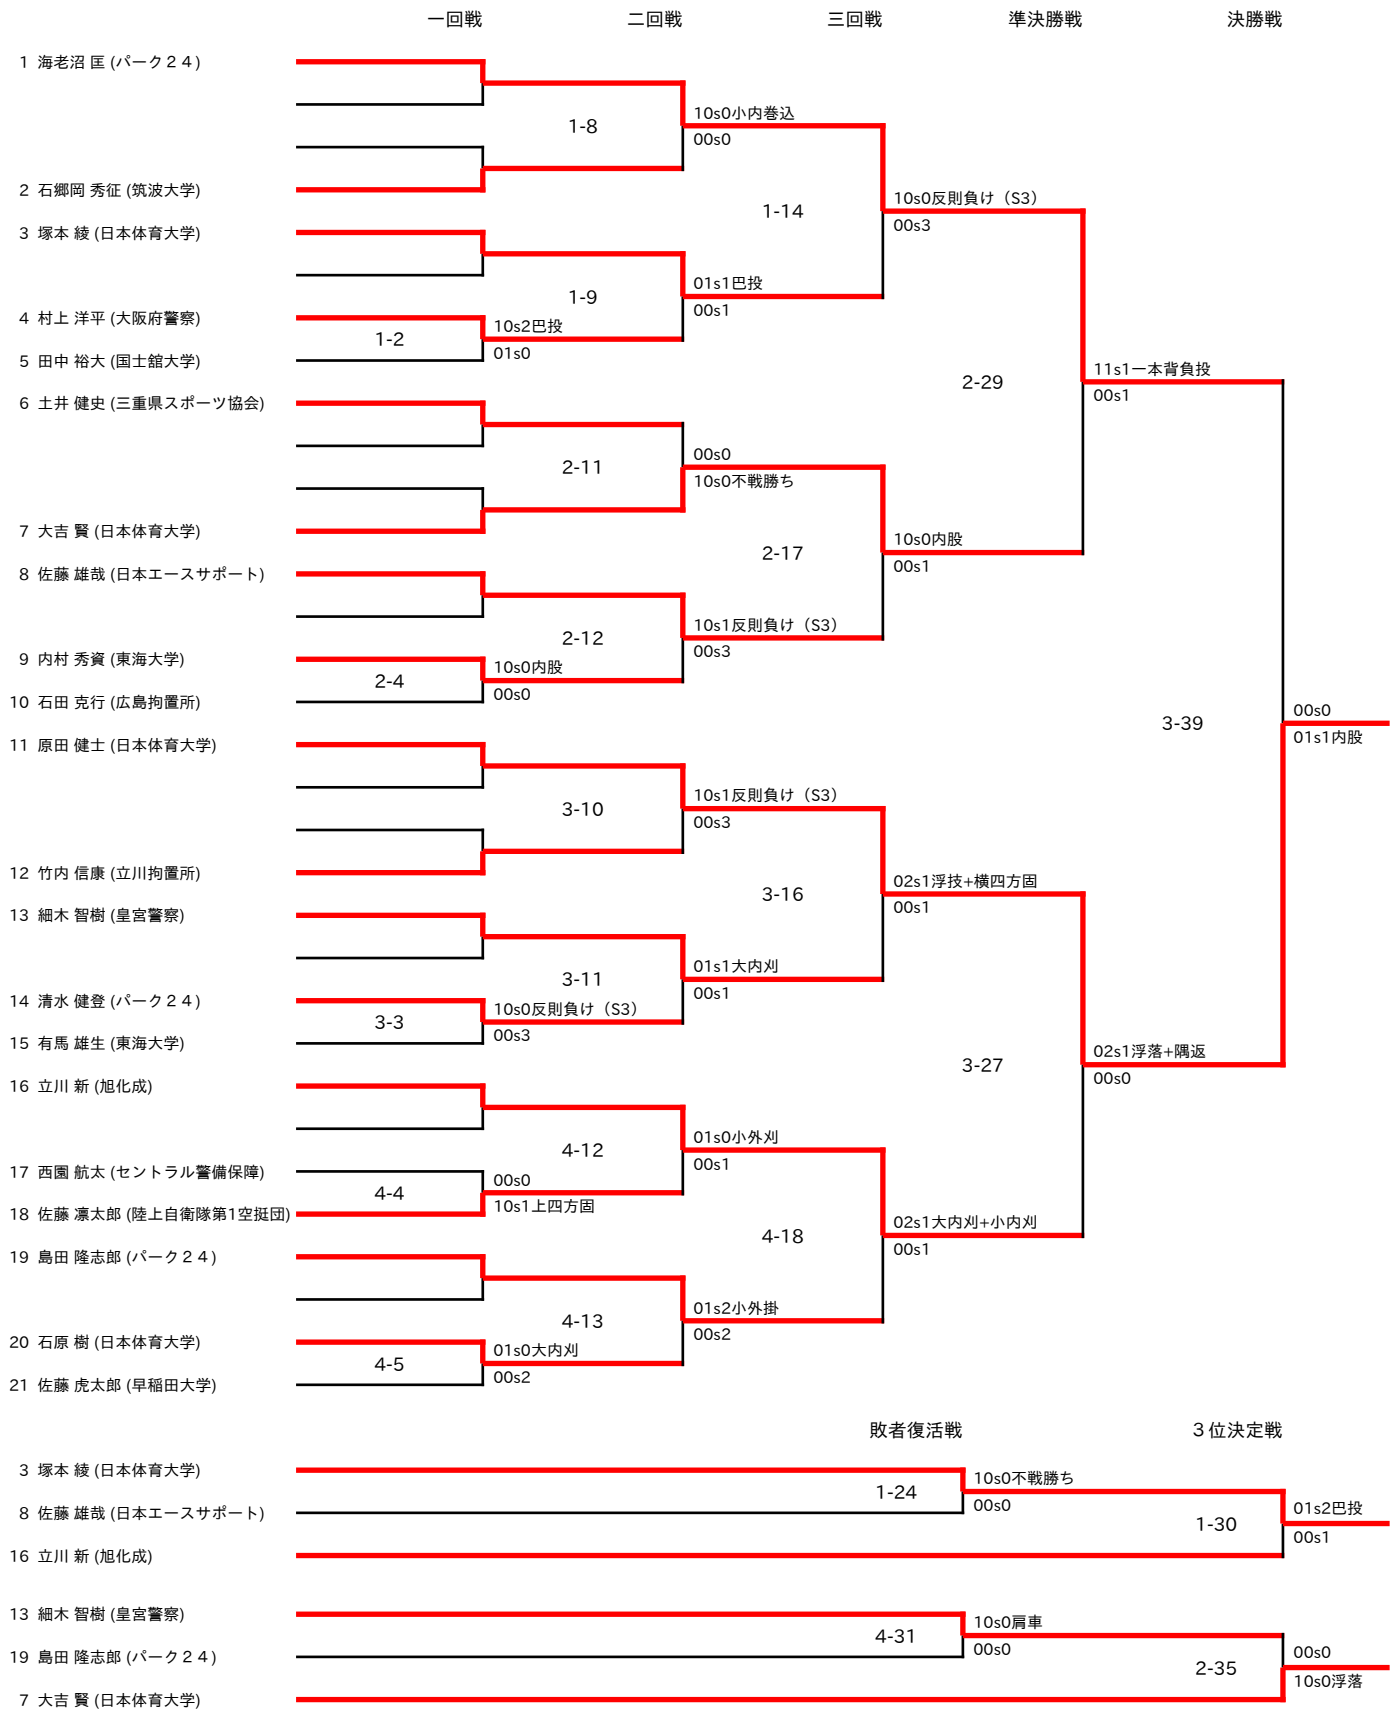 一回戦 二回戦 三回戦 準決勝戦 決勝戦
1 海老沼 匡 (パーク２４)
10s0小内巻込
1-8
00s0
2 石郷岡 秀征 (筑波大学)
10s0反則負け（S3）
1-14
00s3
3 塚本 綾 (日本体育大学)
01s1巴投
1-9
00s1
4 村上 洋平 (大阪府警察)
10s2巴投
1-2
01s0
5 田中 裕大 (国士舘大学)
11s1一本背負投
2-29
00s1
6 土井 健史 (三重県スポーツ協会)
00s0
2-11
10s0不戦勝ち
7 大吉 賢 (日本体育大学)
10s0内股
2-17
00s1
8 佐藤 雄哉 (日本エースサポート)
10s1反則負け（S3）
2-12
00s3
9 内村 秀資 (東海大学)
10s0内股
2-4
00s0
10 石田 克行 (広島拘置所)
00s0
3-39
01s1内股
11 原田 健士 (日本体育大学)
10s1反則負け（S3）
3-10
00s3
12 竹内 信康 (立川拘置所)
02s1浮技+横四方固
3-16
00s1
13 細木 智樹 (皇宮警察)
01s1大内刈
3-11
00s1
14 清水 健登 (パーク２４)
10s0反則負け（S3）
3-3
00s3
15 有馬 雄生 (東海大学)
02s1浮落+隅返
3-27
00s0
16 立川 新 (旭化成)
01s0小外刈
4-12
00s1
17 西園 航太 (セントラル警備保障)
00s0
4-4
10s1上四方固
18 佐藤 凛太郎 (陸上自衛隊第1空挺団)
02s1大内刈+小内刈
4-18
00s1
19 島田 隆志郎 (パーク２４)
01s2小外掛
4-13
00s2
20 石原 樹 (日本体育大学)
01s0大内刈
4-5
00s2
21 佐藤 虎太郎 (早稲田大学)
敗者復活戦 ３位決定戦
3 塚本 綾 (日本体育大学)
10s0不戦勝ち
1-24
00s0
8 佐藤 雄哉 (日本エースサポート)
01s2巴投
1-30
00s1
16 立川 新 (旭化成)
13 細木 智樹 (皇宮警察)
10s0肩車
4-31
00s0
19 島田 隆志郎 (パーク２４)
00s0
2-35
10s0浮落
7 大吉 賢 (日本体育大学)